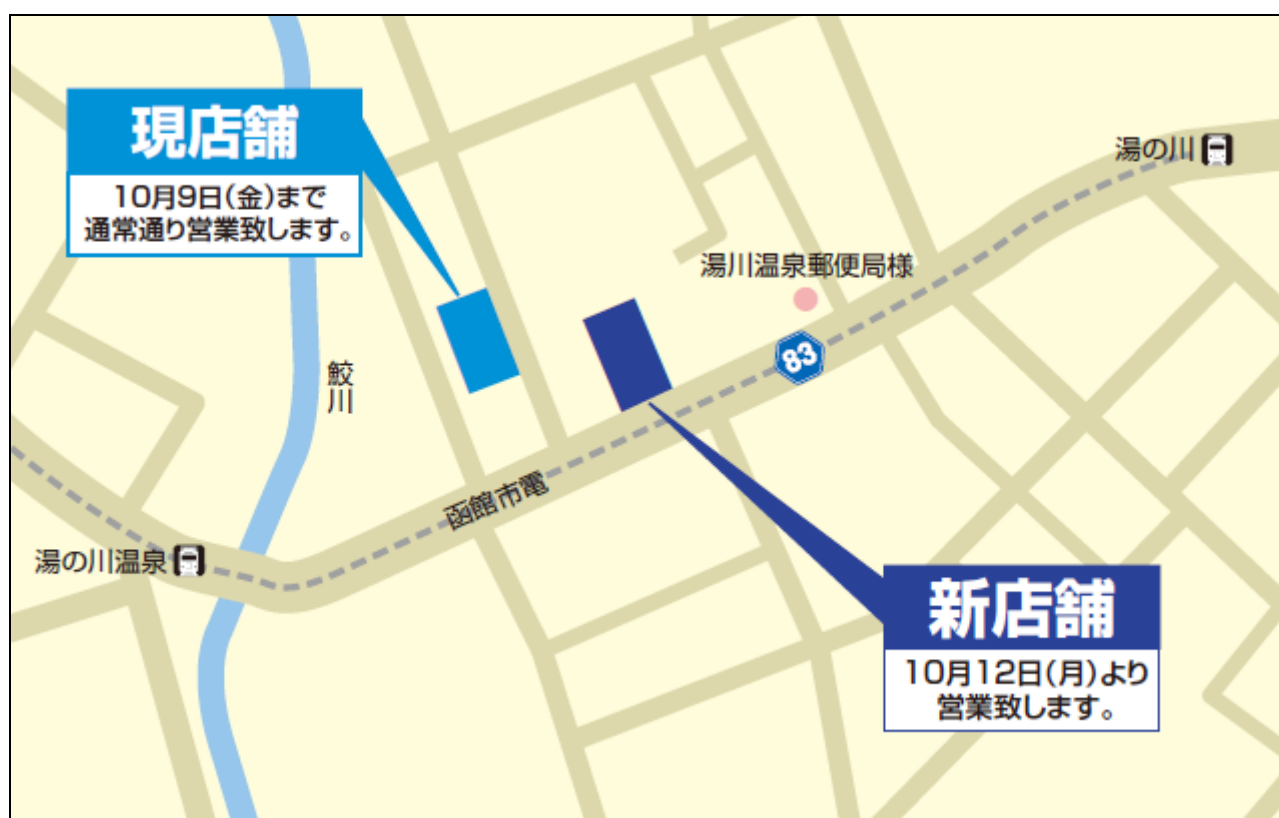 現店舗
10月9日(金)まで
通常通り営業致します。
湯の川
湯川温泉郵便局様
83
鮫川
函館市電
湯の川温泉
新店舗
10月12日(月)より
営業致します。